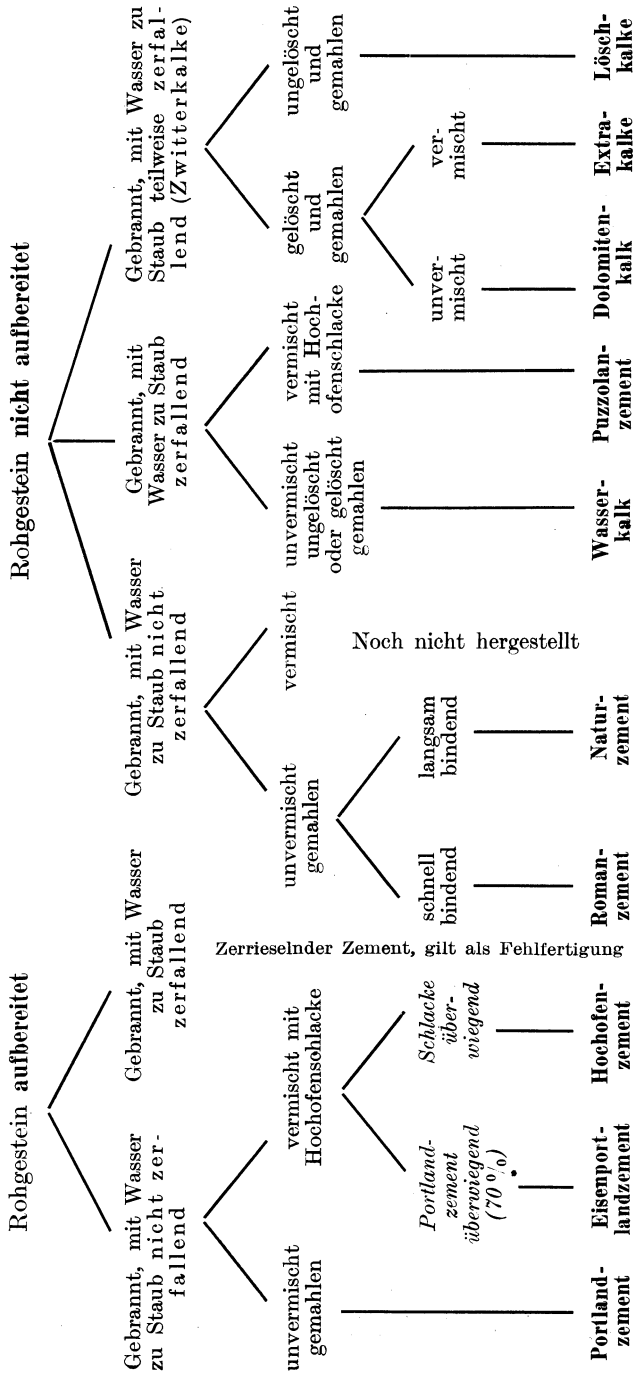 Rohgestein aufbereitet
Rohgestein nicht aufbereitet
Gebrannt, mit Wasser
zu Staub nicht zer-
fallend
Gebrannt, mit Wasser
zu Staub
zerfallend
Gebrannt, mit Wasser
zu Staub nicht
zerfallend
Gebrannt, mit
Wasser zu Staub
zerfallend
Gebrannt, mit Wasser zu
Staub teilweise zerfal-
lend (Zwitterkalke)
unvermischt
gemahlen
vermischt mit
Hochofensohlacke
Zerrieselnder Zement, gilt als Fehlfertigung
unvermischt
gemahlen
vermischt
unvermischt
ungelöscht
oder gelöscht
gemahlen
vermischt
mit Hoch-
ofenschlacke
gelöscht
und
gemahlen
ungelöscht
und
gemahlen
Portland-
zement
überwiegend
(70 %)
Schlacke
über-
wiegend
schnell
bindend
langsam
bindend
Noch nicht hergestellt
unver-
mischt
ver-
mischt
Portland-
zement
Eisenport-
landzement
Hochofen-
zement
Roman-
zement
Natur-
zement
Wasser-
kalk
Puzzolan-
zement
Dolomiten-
kalk
Extra-
kalke
Lösch-
kalke